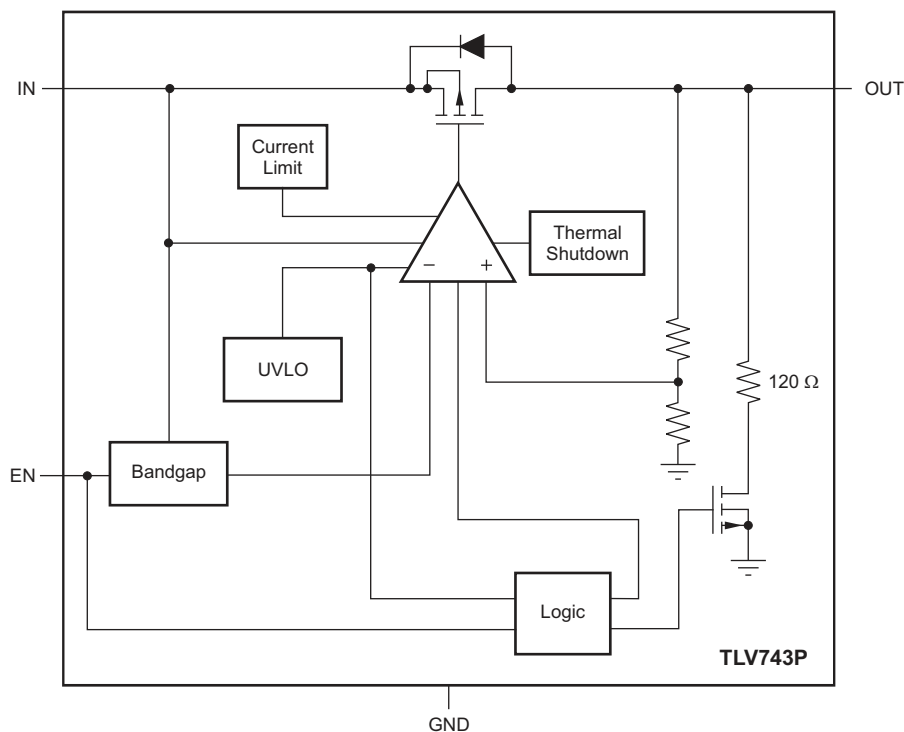 IN
OUT
Current
Limit
Thermal
Shutdown
−
+
UVLO
120 Ω
EN
Bandgap
Logic
TLV743P
GND